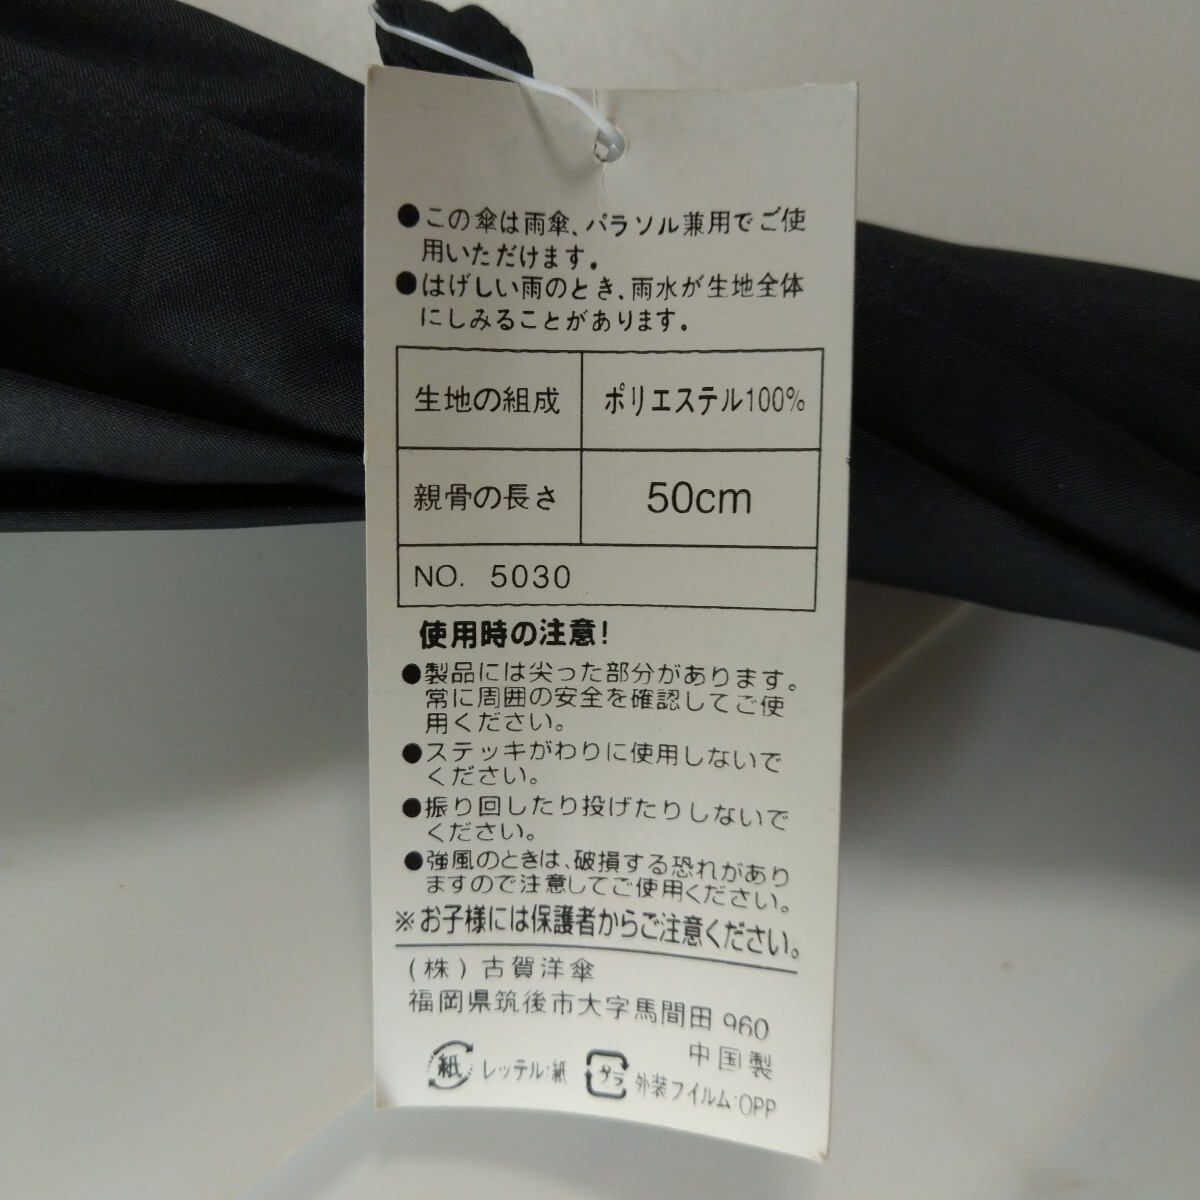 ●この傘は雨傘、パラソル兼用でご使
用いただけます。
●はげしい雨のとき、雨水が生地全体
にしみることがあります。
生地の組成 ポリエステル100%
親骨の長さ 50cm
NO. 5030
使用時の注意!
●製品には尖った部分があります。
常に周囲の安全を確認してご使
用ください。
●ステッキがわりに使用しないで
ください。
●振り回したり投げたりしないで
ください。
●強風のときは、破損する恐れがあり
ますので注意してご使用ください。
※お子様には保護者からご注意ください。
(株)古賀洋傘
福岡県筑後市大字馬間田960
中国製
紙 レッテル:紙 プラ 外装フイルム:OPP